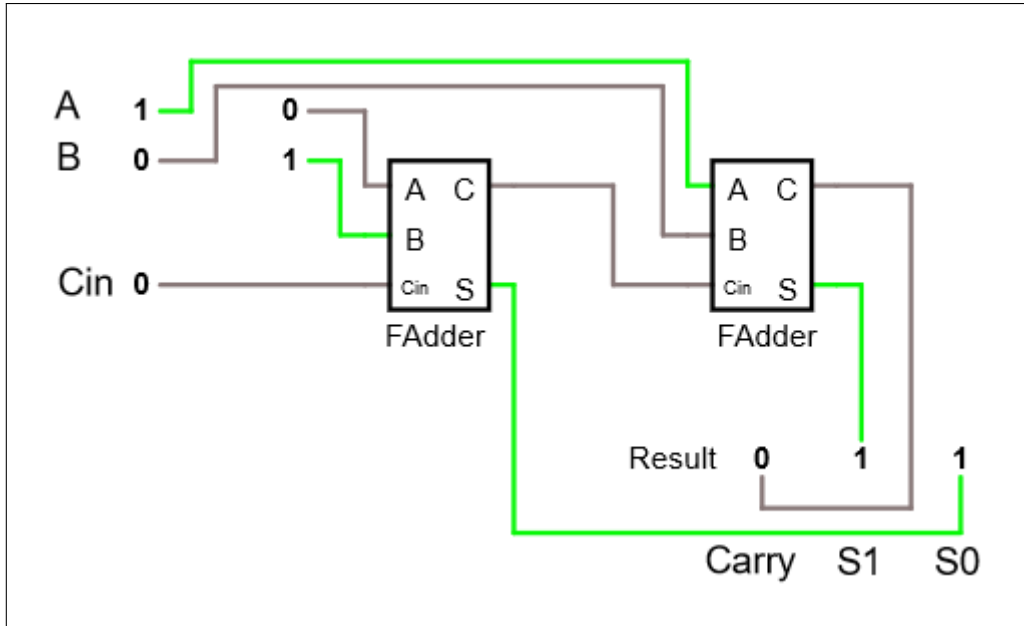 A 1 0
B 0 1
A C A C
B B
Cin 0 Cin S Cin S
FAdder FAdder
Result 0 1 1
Carry S1 S0